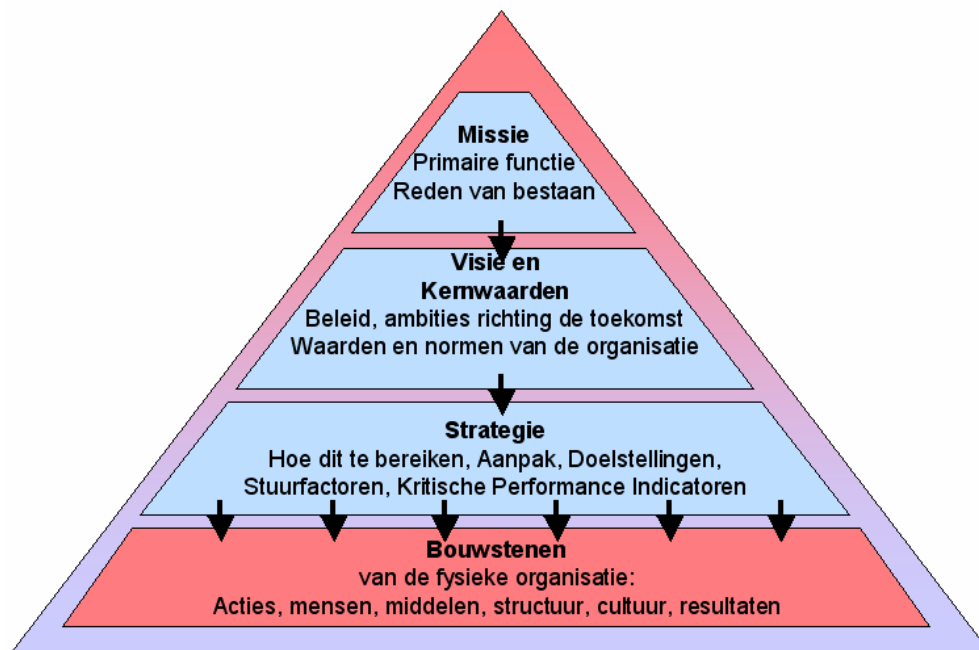 Missie
Primaire functie
Reden van bestaan
Visie en
Kernwaarden
Beleid, ambities richting de toekomst
Waarden en normen van de organisatie
Strategie
Hoe dit te bereiken, Aanpak, Doelstellingen,
Stuurfactoren, Kritische Performance Indicatoren
Bouwstenen
van de fysieke organisatie:
Acties, mensen, middelen, structuur, cultuur, resultaten